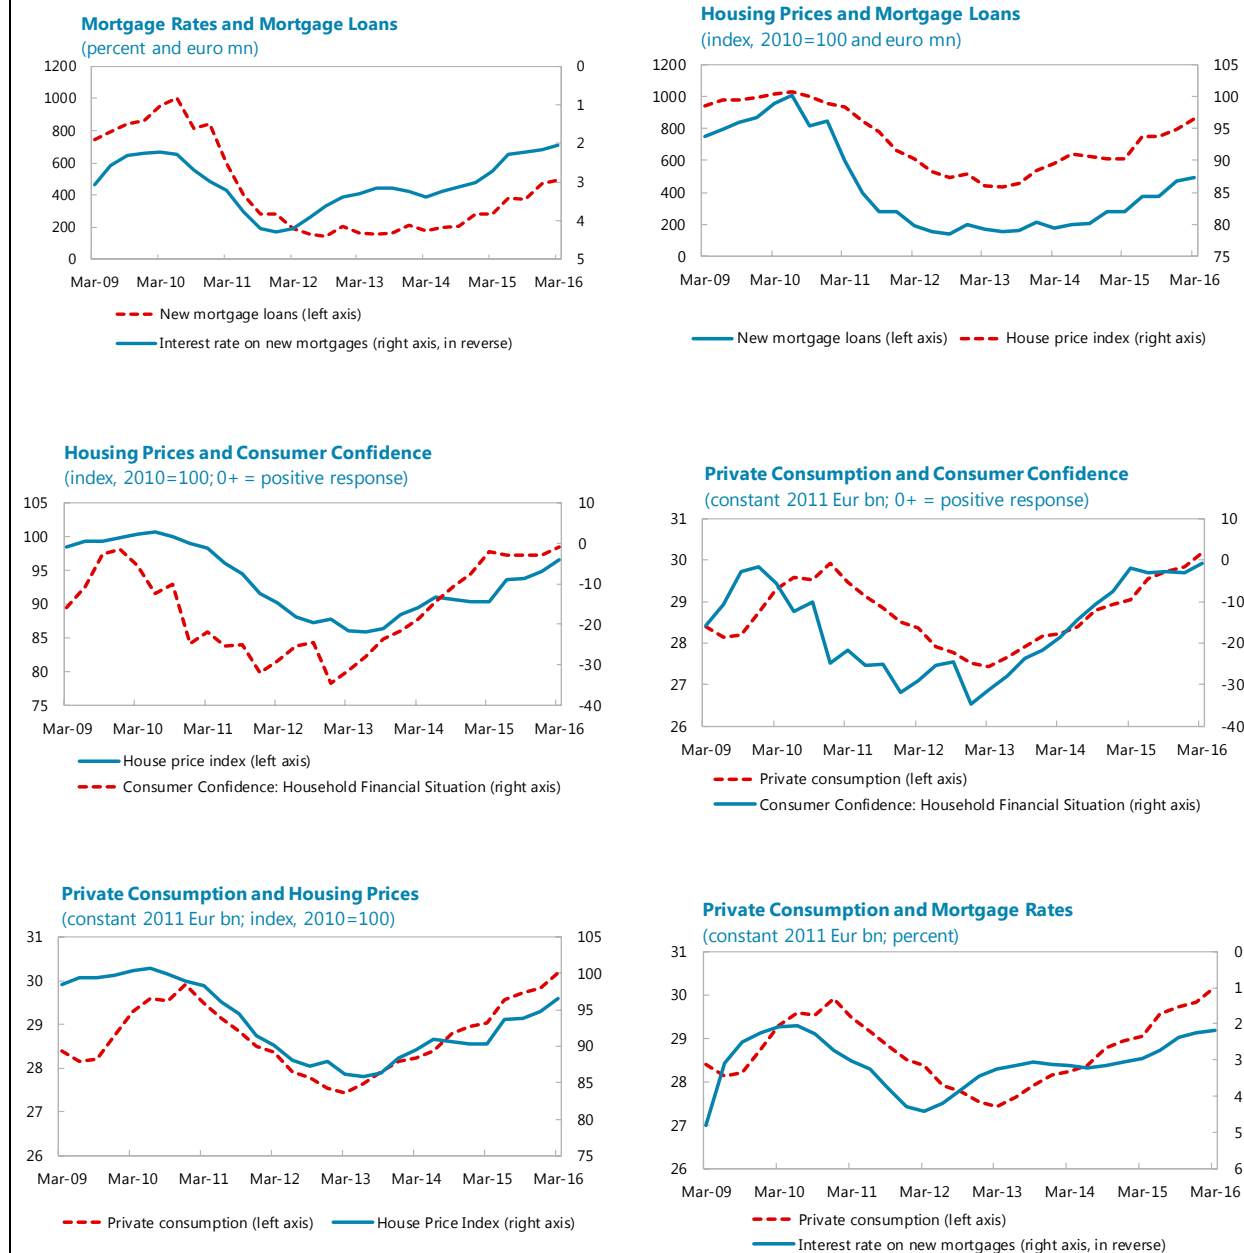 Mortgage Rates and Mortgage Loans
(percent and euro mn)
1200
1000
800
600
400
200
0
0
1
2
3
4
5
Mar-09 Mar-10 Mar-11 Mar-12 Mar-13 Mar-14 Mar-15 Mar-16
New mortgage loans (left axis)
Interest rate on new mortgages (right axis, in reverse)
Housing Prices and Mortgage Loans
(index, 2010=100 and euro mn)
1200
1000
800
600
400
200
0
105
100
95
90
85
80
75
Mar-09 Mar-10 Mar-11 Mar-12 Mar-13 Mar-14 Mar-15 Mar-16
New mortgage loans (left axis) House price index (right axis)
Housing Prices and Consumer Confidence
(index, 2010=100; 0+ = positive response)
105
100
95
90
85
80
75
10
0
-10
-20
-30
-40
Mar-09 Mar-10 Mar-11 Mar-12 Mar-13 Mar-14 Mar-15 Mar-16
House price index (left axis)
Consumer Confidence: Household Financial Situation (right axis)
Private Consumption and Consumer Confidence
(constant 2011 Eur bn; 0+ = positive response)
31
30
29
28
27
26
10
0
-10
-20
-30
-40
Mar-09 Mar-10 Mar-11 Mar-12 Mar-13 Mar-14 Mar-15 Mar-16
Private consumption (left axis)
Consumer Confidence: Household Financial Situation (right axis)
Private Consumption and Housing Prices
(constant 2011 Eur bn; index, 2010=100)
31
30
29
28
27
26
105
100
95
90
85
80
75
Mar-09 Mar-10 Mar-11 Mar-12 Mar-13 Mar-14 Mar-15 Mar-16
Private consumption (left axis) House Price Index (right axis)
Private Consumption and Mortgage Rates
(constant 2011 Eur bn; percent)
31
30
29
28
27
26
0
1
2
3
4
5
6
Mar-09 Mar-10 Mar-11 Mar-12 Mar-13 Mar-14 Mar-15 Mar-16
Private consumption (left axis)
Interest rate on new mortgages (right axis, in reverse)